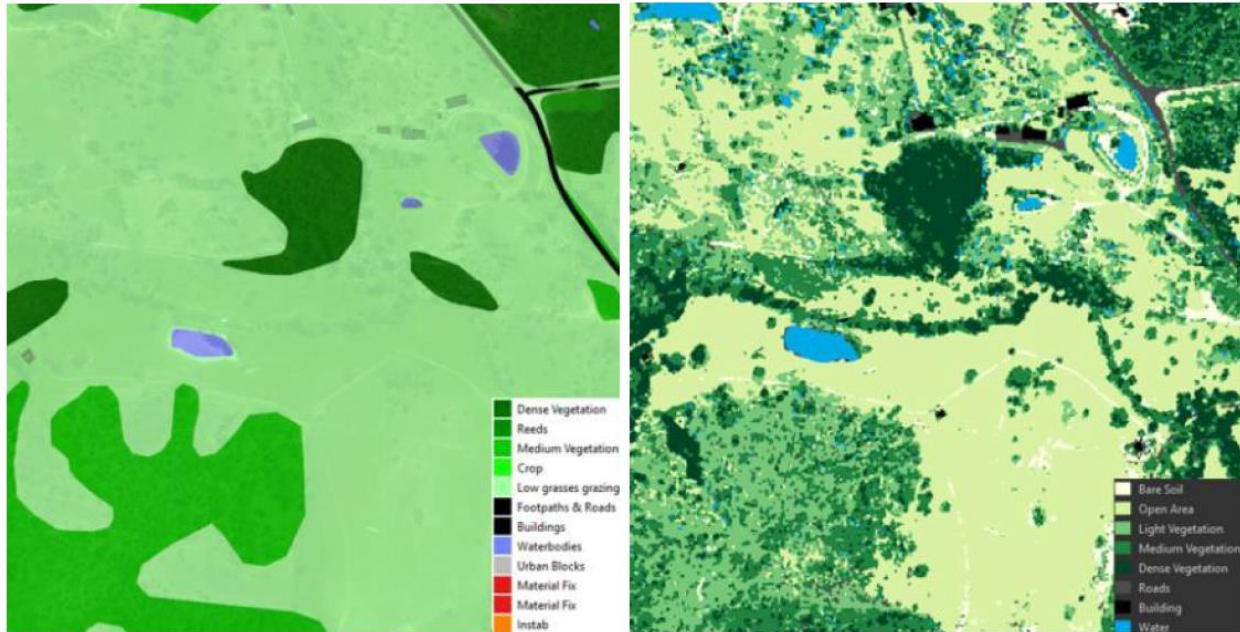 Dense Vegetation
Reeds
Medium Vegetation
Crop
Low grasses grazing
Footpaths & Roads
Buildings
Waterbodies
Urban Blocks
Material Fix
Material Fix
Instab
Bare Soil
Open Area
Light Vegetation
Medium Vegetation
Dense Vegetation
Roads
Building
Water